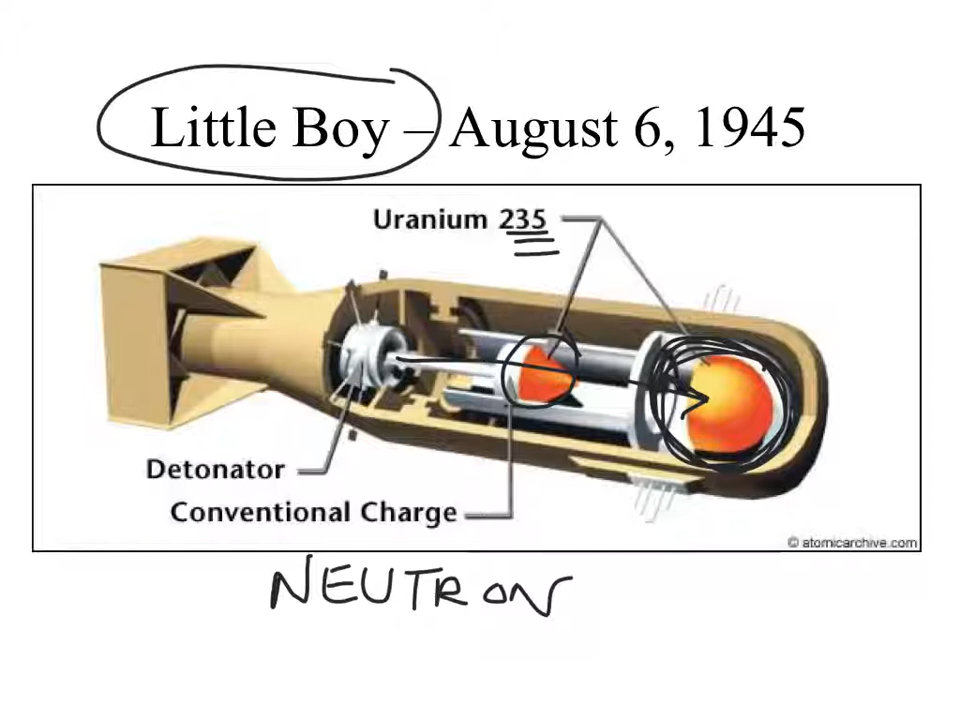 Little Boy – August 6, 1945
Uranium 235
Detonator
Conventional Charge
© atomicarchive.com
NEUTRON